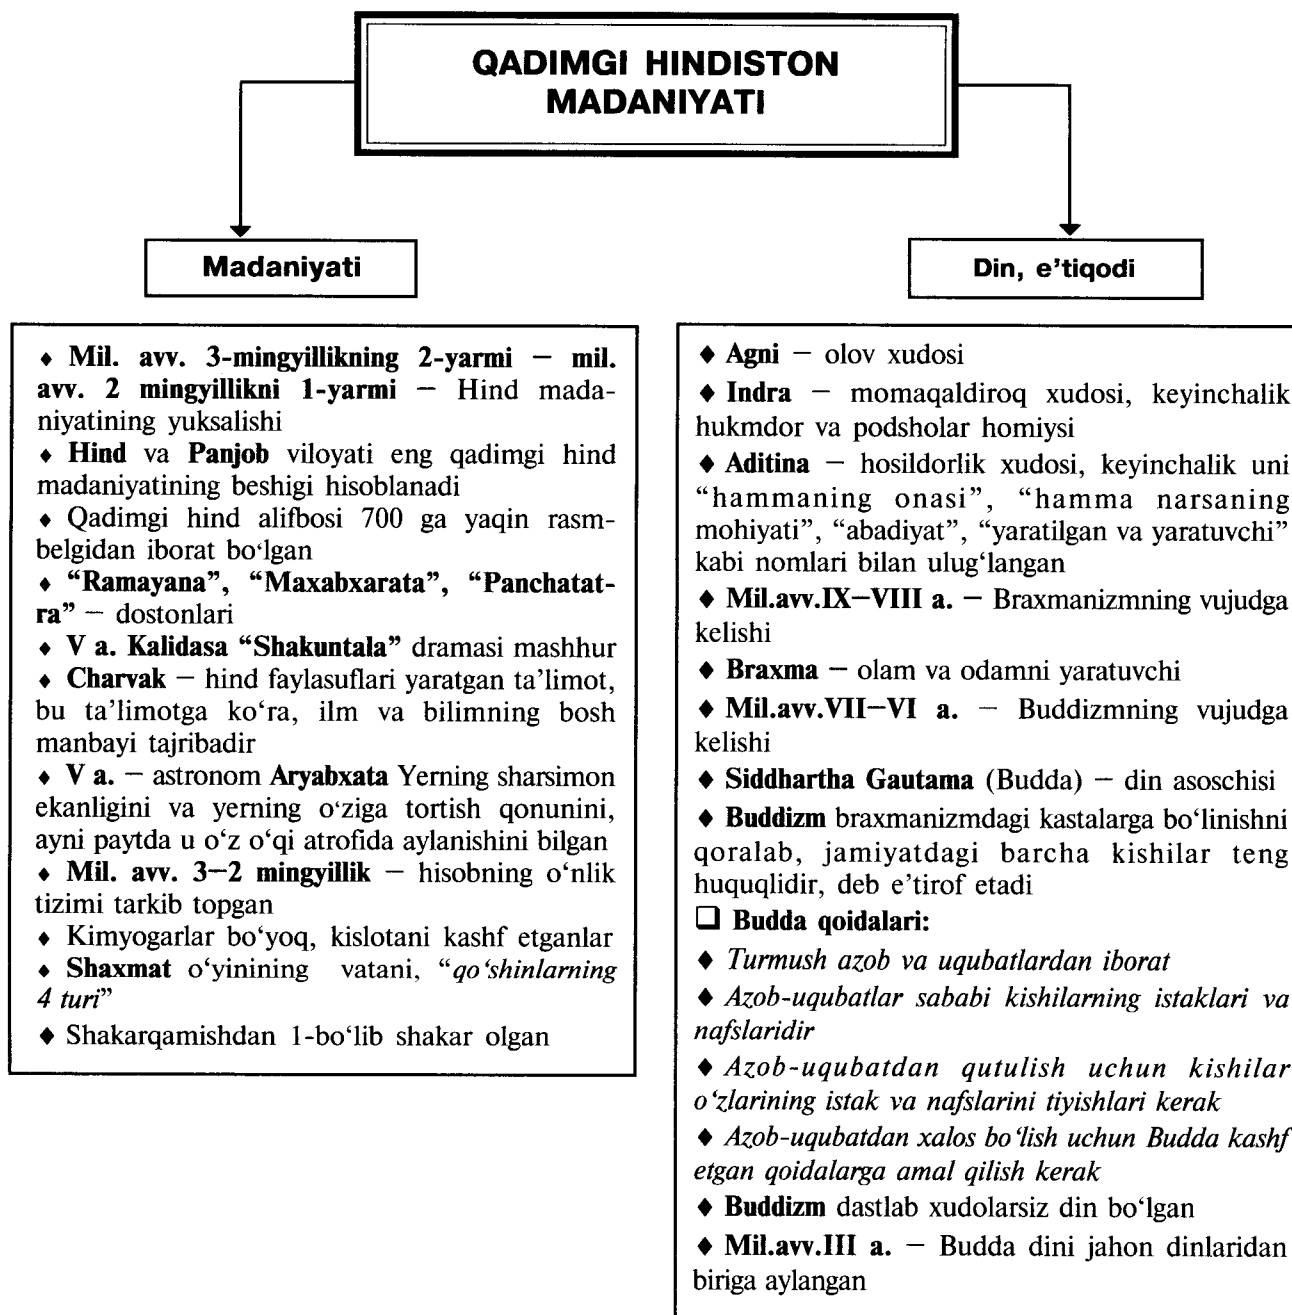 QADIMGI HINDISTON
MADANIYATI
Madaniyati
♦ Mil. avv. 3-mingyillikning 2-yarmi — mil.
avv. 2 mingyillikni 1-yarmi — Hind mada-
niyatining yuksalishi
♦ Hind va Panjob viloyati eng qadimgi hind
madaniyatining beshigi hisoblanadi
♦ Qadimgi hind alifbosi 700 ga yaqin rasm-
belgidan iborat bo‘lgan
♦ “Ramayana”, “Maxabxarata”, “Panchatat-
ra” — dostonlari
♦ V a. Kalidasa “Shakuntala” dramasi mashhur
♦ Charvak — hind faylasuflari yaratgan ta’limot,
bu ta’limotga ko‘ra, ilm va bilimning bosh
manbayi tajribadir
♦ V a. — astronom Aryabxata Yerning sharsimon
ekanligini va yerning o‘ziga tortish qonunini,
ayni paytda u o‘z o‘qi atrofida aylanishini bilgan
♦ Mil. avv. 3—2 mingyillik — hisobning o‘nlik
tizimi tarkib topgan
♦ Kimyogarlar bo‘yoq, kislotani kashf etganlar
♦ Shaxmat o‘yinining vatani, “qo‘shinlarning
4 turi”
♦ Shakarqamishdan 1-bo‘lib shakar olgan
Din, e’tiqodi
♦ Agni — olov xudosi
♦ Indra — momaqaldiroq xudosi, keyinchalik
hukmdor va podsholar homiysi
♦ Aditina — hosildorlik xudosi, keyinchalik uni
“hammaning onasi”, “hamma narsaning
mohiyati”, “abadiyat”, “yaratilgan va yaratuvchi”
kabi nomlari bilan ulug‘langan
♦ Mil.avv.IX—VIII a. — Braxmanizmning vujudga
kelishi
♦ Braxma — olam va odamni yaratuvchi
♦ Mil.avv.VII—VI a. — Buddizmning vujudga
kelishi
♦ Siddhartha Gautama (Budda) — din asoschisi
♦ Buddizm braxmanizmdagi kastalarga bo‘linishni
qoralab, jamiyatdagi barcha kishilar teng
huquqlidir, deb e’tirof etadi
❑ Budda qoidalari:
♦ Turmush azob va uqubatlardan iborat
♦ Azob-uqubatlar sababi kishilarning istaklari va
nafslaridir
♦ Azob-uqubatdan qutulish uchun kishilar
o‘zlarining istak va nafslarini tiyishlari kerak
♦ Azob-uqubatdan xalos bo‘lish uchun Budda kashf
etgan qoidalarga amal qilish kerak
♦ Buddizm dastlab xudolarsiz din bo‘lgan
♦ Mil.avv.III a. — Budda dini jahon dinlaridan
biriga aylangan